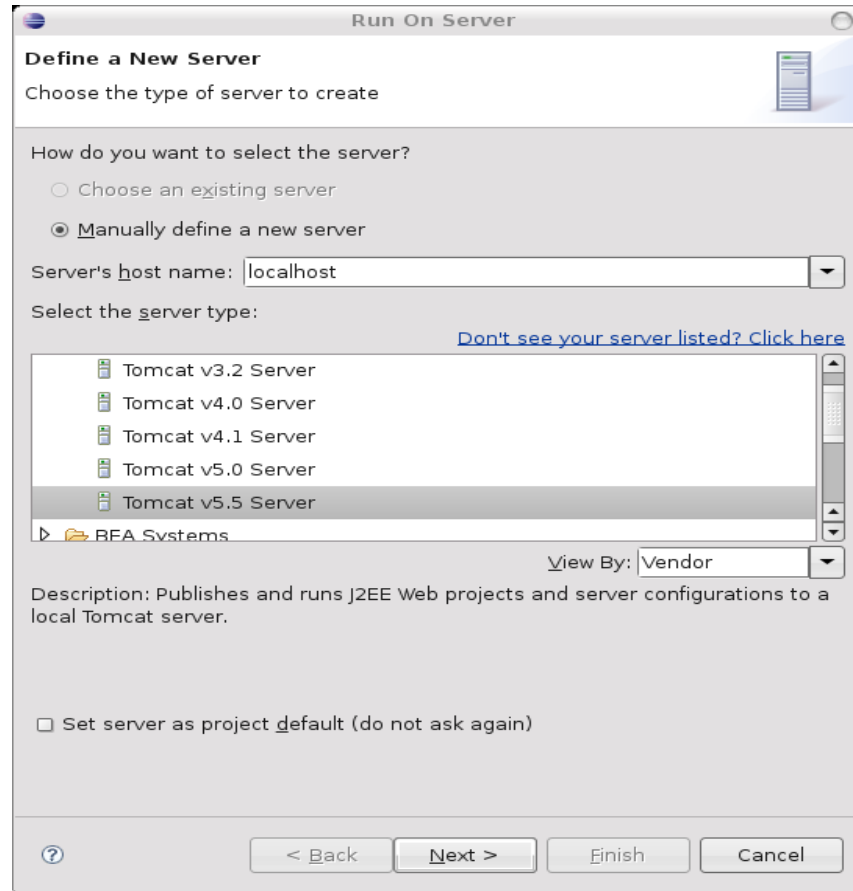 Run On Server
Define a New Server
Choose the type of server to create
How do you want to select the server?
Choose an existing server
Manually define a new server
Server's host name: localhost
Select the server type:
Don't see your server listed? Click here
Tomcat v3.2 Server
Tomcat v4.0 Server
Tomcat v4.1 Server
Tomcat v5.0 Server
Tomcat v5.5 Server
BEA Systems
View By: Vendor
Description: Publishes and runs J2EE Web projects and server configurations to a
local Tomcat server.
Set server as project default (do not ask again)
? < Back Next > Finish Cancel